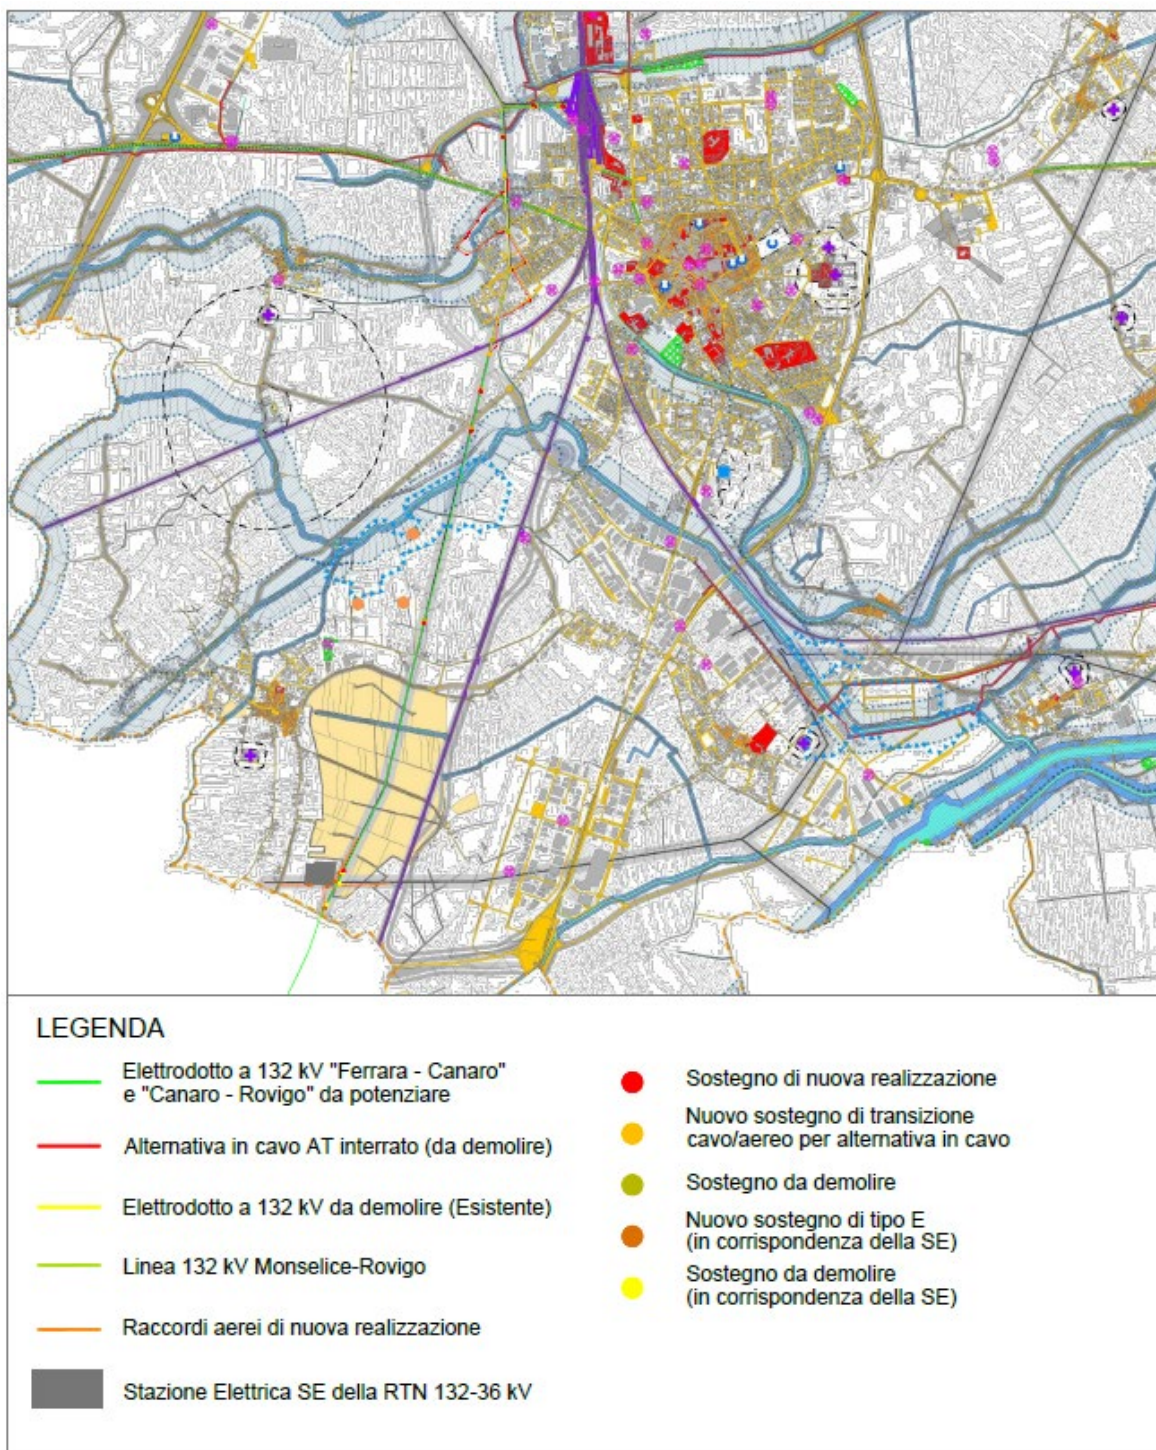 LEGENDA
Elettrodotto a 132 kV "Ferrara - Canaro"
e "Canaro - Rovigo" da potenziare
Alternativa in cavo AT interrato (da demolire)
Elettrodotto a 132 kV da demolire (Esistente)
Linea 132 kV Monselice-Rovigo
Raccordi aerei di nuova realizzazione
Stazione Elettrica SE della RTN 132-36 kV
Sostegno di nuova realizzazione
Nuovo sostegno di transizione
cavo/aereo per alternativa in cavo
Sostegno da demolire
Nuovo sostegno di tipo E
(in corrispondenza della SE)
Sostegno da demolire
(in corrispondenza della SE)